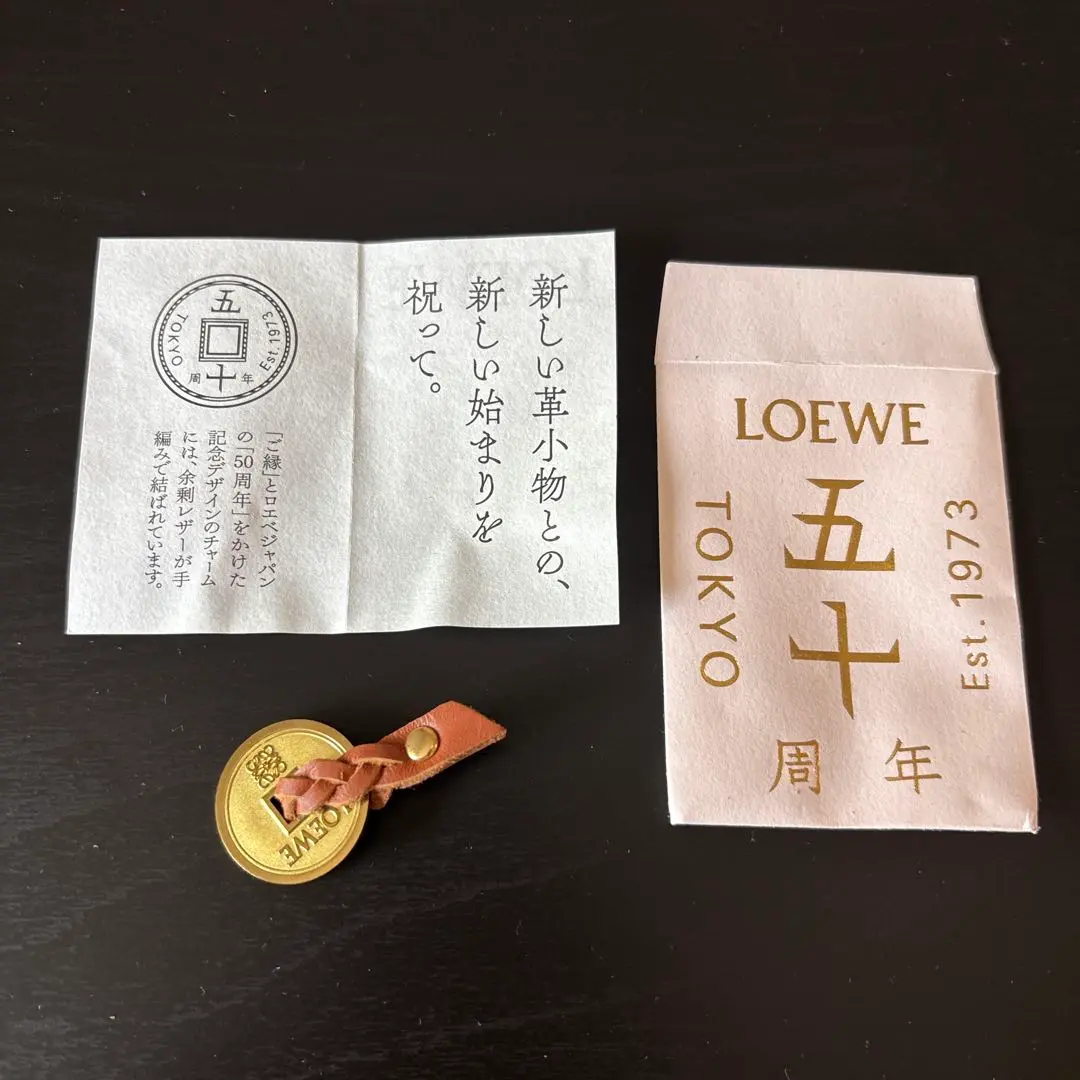 新しい革小物との、
新しい始まりを
祝って。
五
十
周年
TOKYO
Est.1973
「ご縁」とロエベジャパン
の「50周年」をかけた
記念デザインのチャーム
には、余剰レザーが手
編みで結ばれています。
LOEWE
五
十
周年
TOKYO
Est.1973
LOEWE